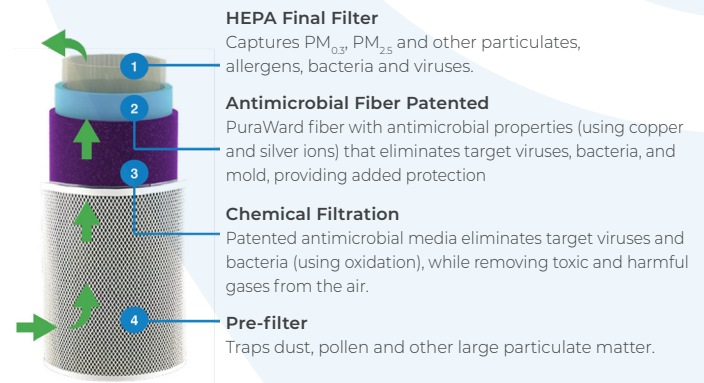 HEPA Final Filter
Captures PM0.3, PM2.5 and other particulates,
allergens, bacteria and viruses.
1
Antimicrobial Fiber Patented
2
PuraWard fiber with antimicrobial properties (using copper
and silver ions) that eliminates target viruses, bacteria, and
mold, providing added protection
3
Chemical Filtration
Patented antimicrobial media eliminates target viruses and
bacteria (using oxidation), while removing toxic and harmful
gases from the air.
4
Pre-filter
Traps dust, pollen and other large particulate matter.